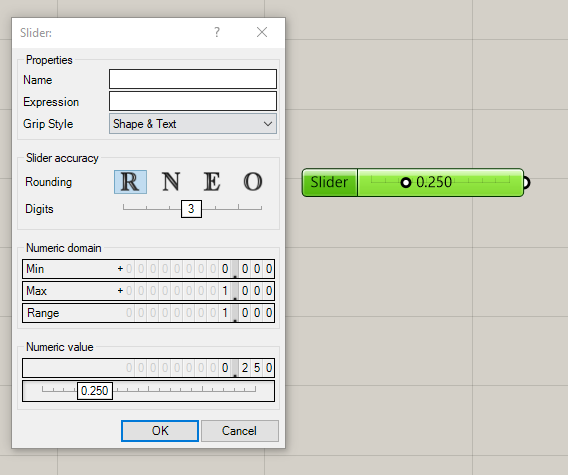 Slider:
?
Properties
Name
Expression
Grip Style Shape & Text
Slider accuracy
Rounding R N E O
Digits 3
Numeric domain
Min + 0 0 0 0 0 0 0 0 0 . 0 0 0
Max + 0 0 0 0 0 0 0 0 1 . 0 0 0
Range 0 0 0 0 0 0 0 0 1 . 0 0 0
Numeric value
0 0 0 0 0 0 0 0 0 . 2 5 0
0.250
OK Cancel
Slider 0.250